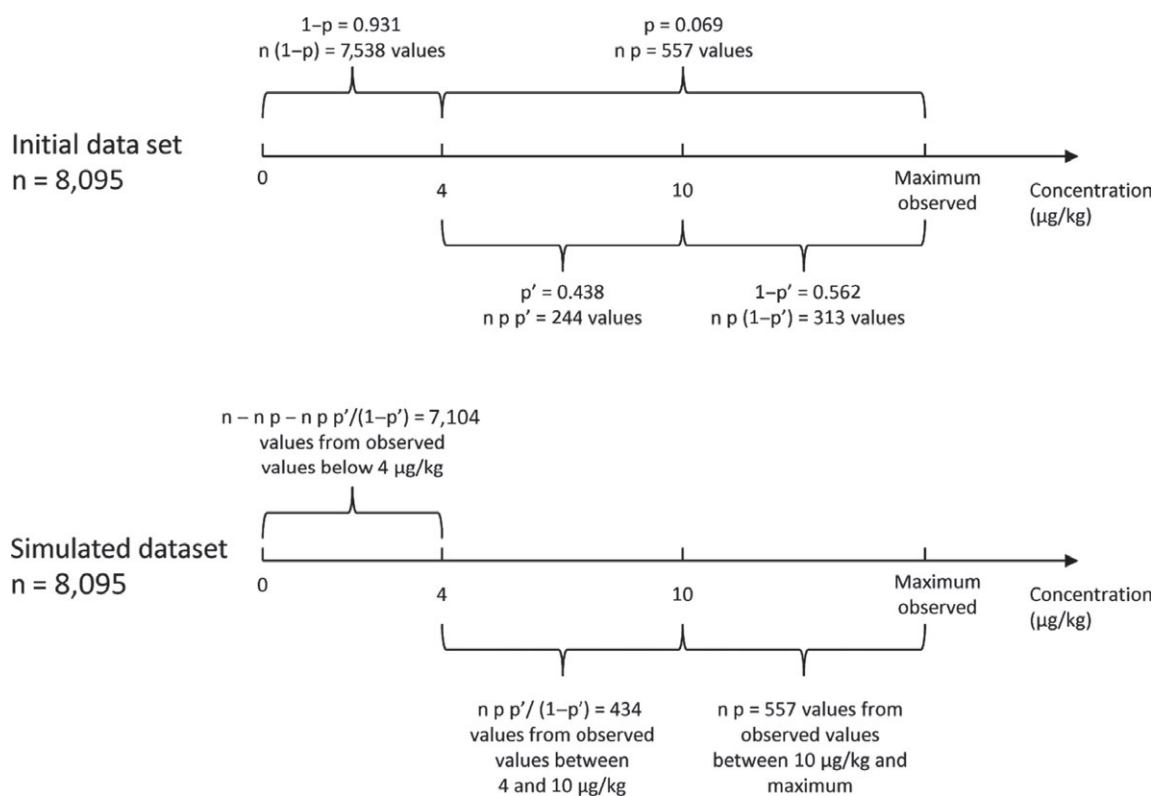 1–p = 0.931
n (1–p) = 7,538 values
p = 0.069
n p = 557 values
Initial data set
n = 8,095
0
4
10
Maximum
observed
Concentration
(µg/kg)
p’ = 0.438
n p p’ = 244 values
1–p’ = 0.562
n p (1–p’) = 313 values
n – n p – n p p’/(1–p’) = 7,104
values from observed
values below 4 µg/kg
Simulated dataset
n = 8,095
0
4
10
Maximum
observed
Concentration
(µg/kg)
n p p’/ (1–p’) = 434
values from observed
values between
4 and 10 µg/kg
n p = 557 values from
observed values
between 10 µg/kg and
maximum